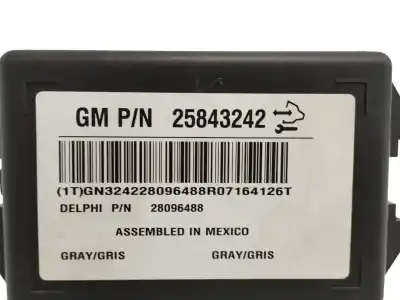 GM P/N 25843242
(1T)GN324228096488R07164126T
DELPHI P/N 28096488
ASSEMBLED IN MEXICO
GRAY/GRIS GRAY/GRIS